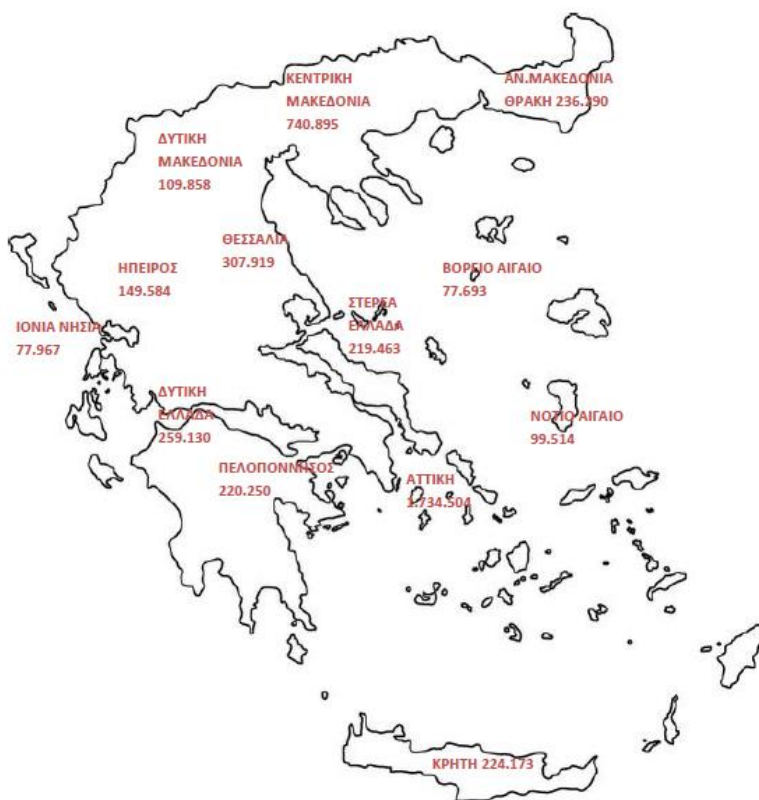 ΚΕΝΤΡΙΚΗ
ΜΑΚΕΔΟΝΙΑ
740.895
ΑΝ.ΜΑΚΕΔΟΝΙΑ
ΘΡΑΚΗ 236.290
ΔΥΤΙΚΗ
ΜΑΚΕΔΟΝΙΑ
109.858
ΘΕΣΣΑΛΙΑ
307.919
ΗΠΕΙΡΟΣ
149.584
ΒΟΡΕΙΟ ΑΙΓΑΙΟ
77.693
ΣΤΕΡΕΑ
ΕΛΛΑΔΑ
219.463
ΙΟΝΙΑ ΝΗΣΙΑ
77.967
ΔΥΤΙΚΗ
ΕΛΛΑΔΑ
259.130
ΝΟΤΙΟ ΑΙΓΑΙΟ
99.514
ΠΕΛΟΠΟΝΝΗΣΟΣ
220.250
ΑΤΤΙΚΗ
1.734.504
ΚΡΗΤΗ 224.173